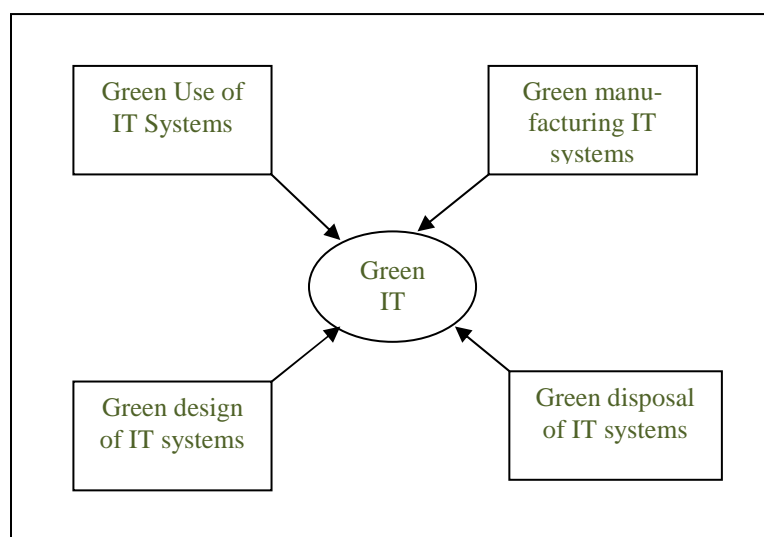 Green Use of
IT Systems
Green manu-
facturing IT
systems
Green
IT
Green design
of IT systems
Green disposal
of IT systems